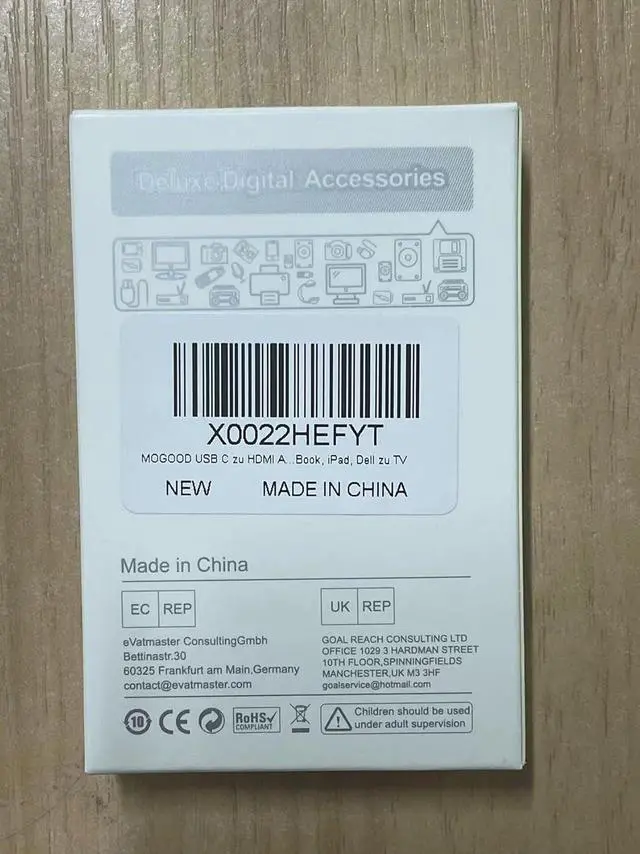 Deluxe Digital Accessories
X0022HEFYT
MOGOOD USB C zu HDMI A...Book, iPad, Dell zu TV
NEW MADE IN CHINA
Made in China
EC REP
eVatmaster ConsultingGmbh
Bettinastr.30
60325 Frankfurt am Main,Germany
contact@evatmaster.com
UK REP
GOAL REACH CONSULTING LTD
OFFICE 1029 3 HARDMAN STREET
10TH FLOOR,SPINNINGFIELDS
MANCHESTER,UK M3 3HF
goalservice@hotmail.com
10
CE
RoHS
COMPLIANT
Children should be used
under adult supervision